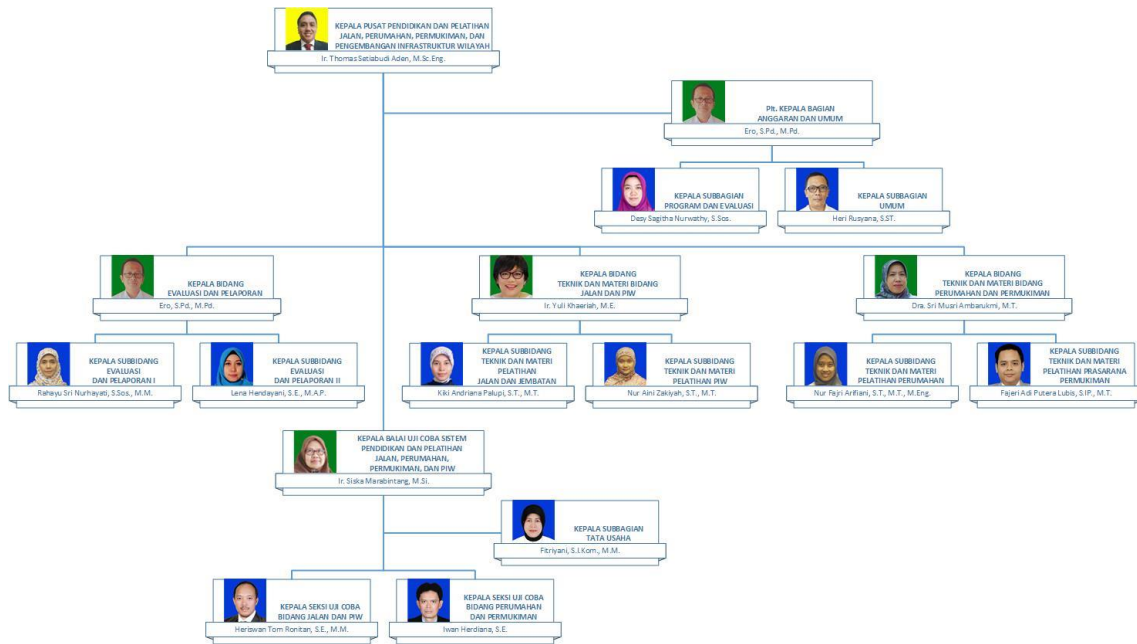 KEPALA PUSAT PENDIDIKAN DAN PELATIHAN
JALAN, PERUMAHAN, PERMUKIMAN, DAN
PENGEMBANGAN INFRASTRUKTUR WILAYAH
Ir. Thomas Setiabudi Aden, M.Sc.Eng.
Plt. KEPALA BAGIAN
ANGGARAN DAN UMUM
Ero, S.Pd., M.Pd.
KEPALA SUBBAGIAN
PROGRAM DAN EVALUASI
Desy Sagitha Nurwathy, S.Sos.
KEPALA SUBBAGIAN
UMUM
Heri Rusyana, S.ST.
KEPALA BIDANG
EVALUASI DAN PELAPORAN
Ero, S.Pd., M.Pd.
KEPALA BIDANG
TEKNIK DAN MATERI BIDANG
JALAN DAN PIW
Ir. Yuli Khaeriah, M.E.
KEPALA BIDANG
TEKNIK DAN MATERI BIDANG
PERUMAHAN DAN PERMUKIMAN
Dra. Sri Musri Ambarukmi, M.T.
KEPALA SUBBIDANG
EVALUASI
DAN PELAPORAN I
Rahayu Sri Nurhayati, S.Sos., M.M.
KEPALA SUBBIDANG
EVALUASI
DAN PELAPORAN II
Lena Hendayani, S.E., M.A.P.
KEPALA SUBBIDANG
TEKNIK DAN MATERI
PELATIHAN
JALAN DAN JEMBATAN
Kiki Andriana Palupi, S.T., M.T.
KEPALA SUBBIDANG
TEKNIK DAN MATERI
PELATIHAN PIW
Nur Aini Zakiyah, S.T., M.T.
KEPALA SUBBIDANG
TEKNIK DAN MATERI
PELATIHAN PERUMAHAN
Nur Fajri Arifiani, S.T., M.T., M.Eng.
KEPALA SUBBIDANG
TEKNIK DAN MATERI
PELATIHAN PRASARANA
PERMUKIMAN
Fajeri Adi Putera Lubis, S.IP., M.T.
KEPALA BALAI UJI COBA SISTEM
PENDIDIKAN DAN PELATIHAN
JALAN, PERUMAHAN,
PERMUKIMAN, DAN PIW
Ir. Siska Marabintang, M.Si.
KEPALA SUBBAGIAN
TATA USAHA
Fitriyani, S.I.Kom., M.M.
KEPALA SEKSI UJI COBA
BIDANG JALAN DAN PIW
Heriswan Tom Ronitan, S.E., M.M.
KEPALA SEKSI UJI COBA
BIDANG PERUMAHAN
DAN PERMUKIMAN
Iwan Herdiana, S.E.